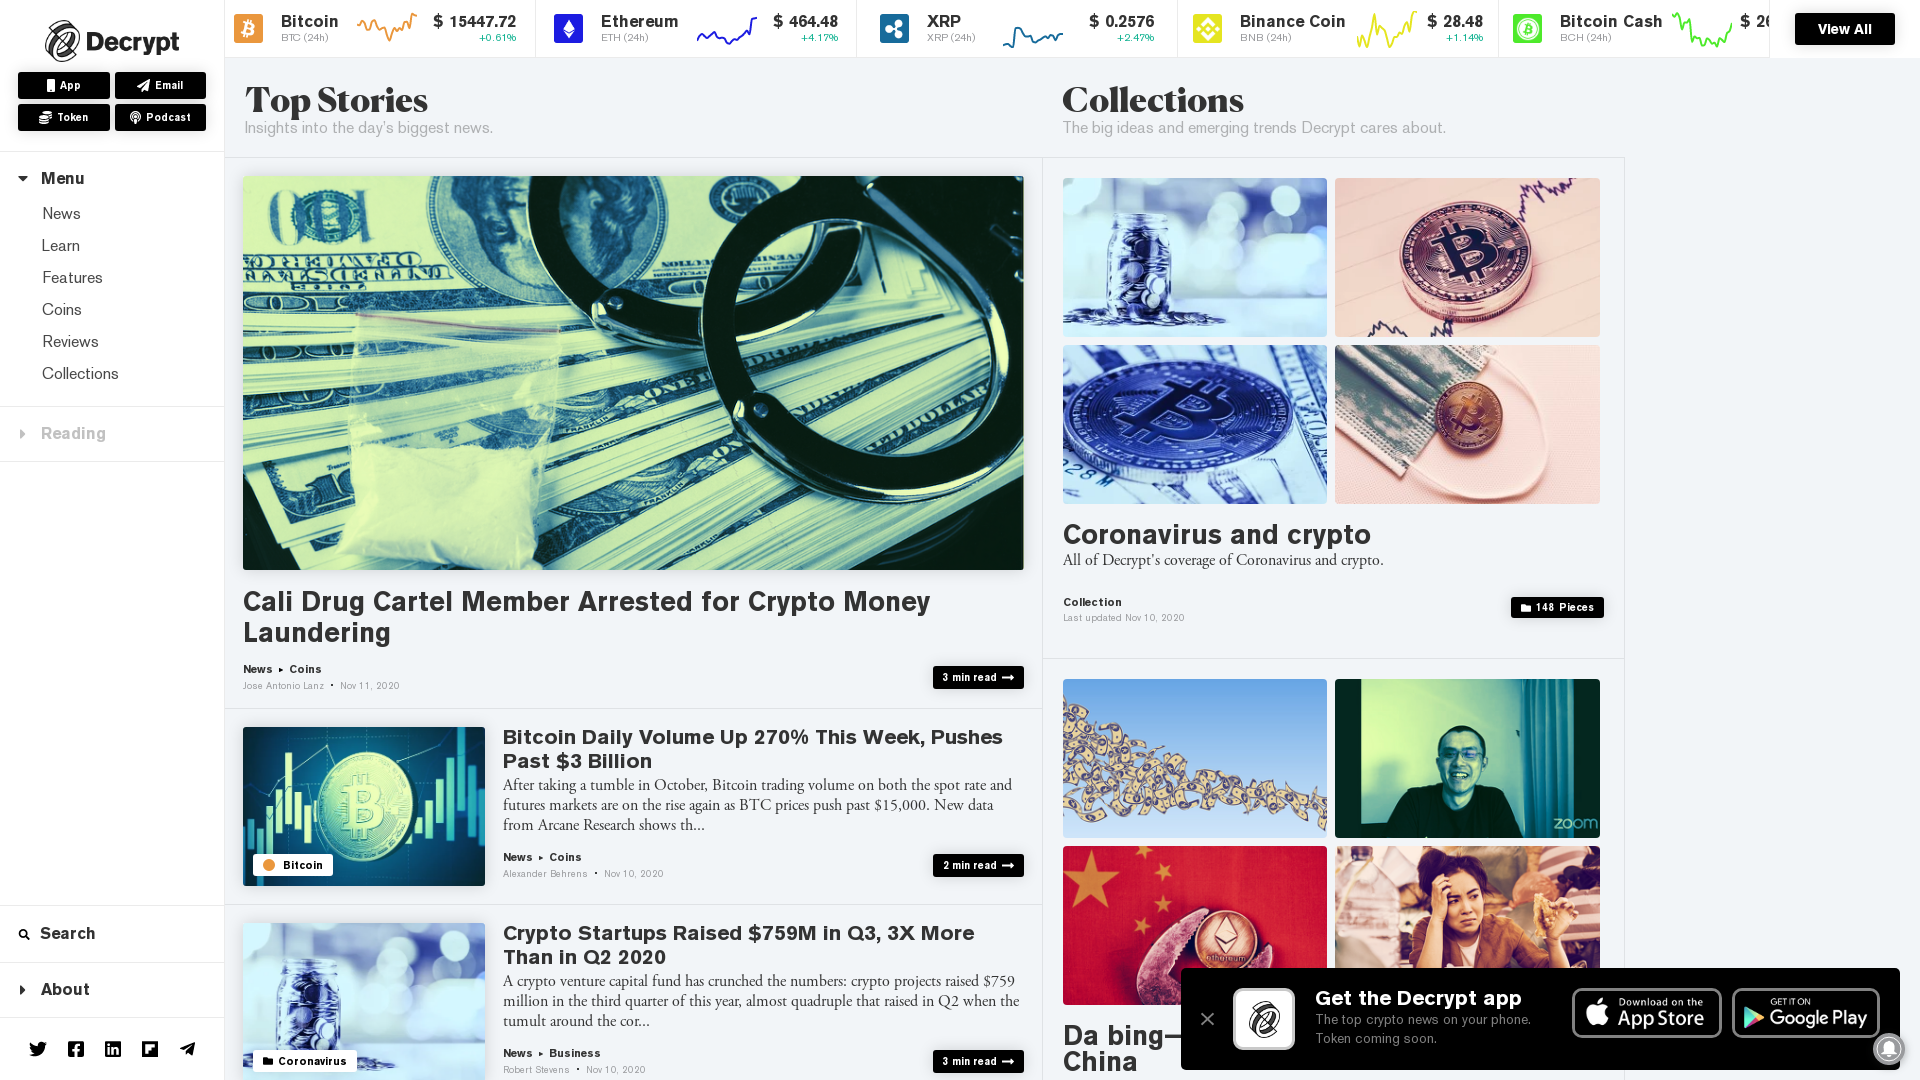 Decrypt
App
Email
Token
Podcast
Menu
News
Learn
Features
Coins
Reviews
Collections
Reading
Search
About
Bitcoin
BTC (24h)
$ 15447.72
+0.61%
Ethereum
ETH (24h)
$ 464.48
+4.17%
XRP
XRP (24h)
$ 0.2576
+2.47%
Binance Coin
BNB (24h)
$ 28.48
+1.14%
Bitcoin Cash
BCH (24h)
View All
Top Stories
Insights into the day's biggest news.
Cali Drug Cartel Member Arrested for Crypto Money
Laundering
News ▸ Coins
Jose Antonio Lanz • Nov 11, 2020
3 min read
Bitcoin
Bitcoin Daily Volume Up 270% This Week, Pushes
Past $3 Billion
After taking a tumble in October, Bitcoin trading volume on both the spot rate and
futures markets are on the rise again as BTC prices push past $15,000. New data
from Arcane Research shows th...
News ▸ Coins
Alexander Behrens • Nov 10, 2020
2 min read
Coronavirus
Crypto Startups Raised $759M in Q3, 3X More
Than in Q2 2020
A crypto venture capital fund has crunched the numbers: crypto projects raised $759
million in the third quarter of this year, almost quadruple that raised in Q2 when the
tumult around the cor...
News ▸ Business
Robert Stevens • Nov 10, 2020
3 min read
Collections
The big ideas and emerging trends Decrypt cares about.
Coronavirus and crypto
All of Decrypt's coverage of Coronavirus and crypto.
Collection
Last updated Nov 10, 2020
148 Pieces
zoom
ethereum
Da bing—
China
Get the Decrypt app
The top crypto news on your phone.
Token coming soon.
Download on the
App Store
GET IT ON
Google Play